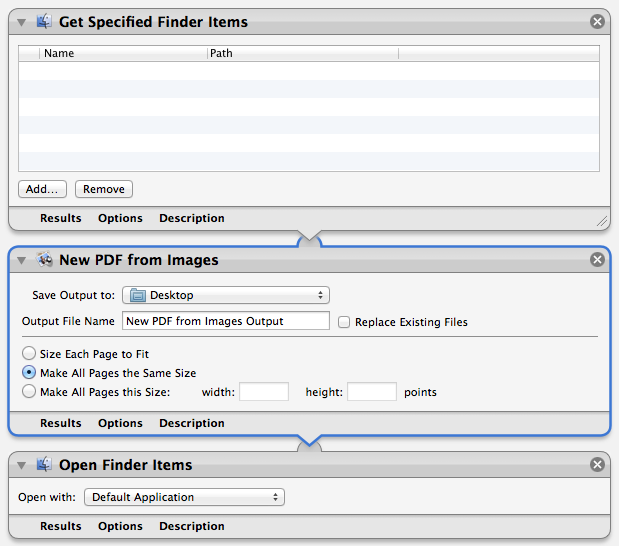 Get Specified Finder Items
Name Path
Add... Remove
Results Options Description
New PDF from Images
Save Output to: Desktop
Output File Name New PDF from Images Output Replace Existing Files
Size Each Page to Fit
Make All Pages the Same Size
Make All Pages this Size: width: height: points
Results Options Description
Open Finder Items
Open with: Default Application
Results Options Description